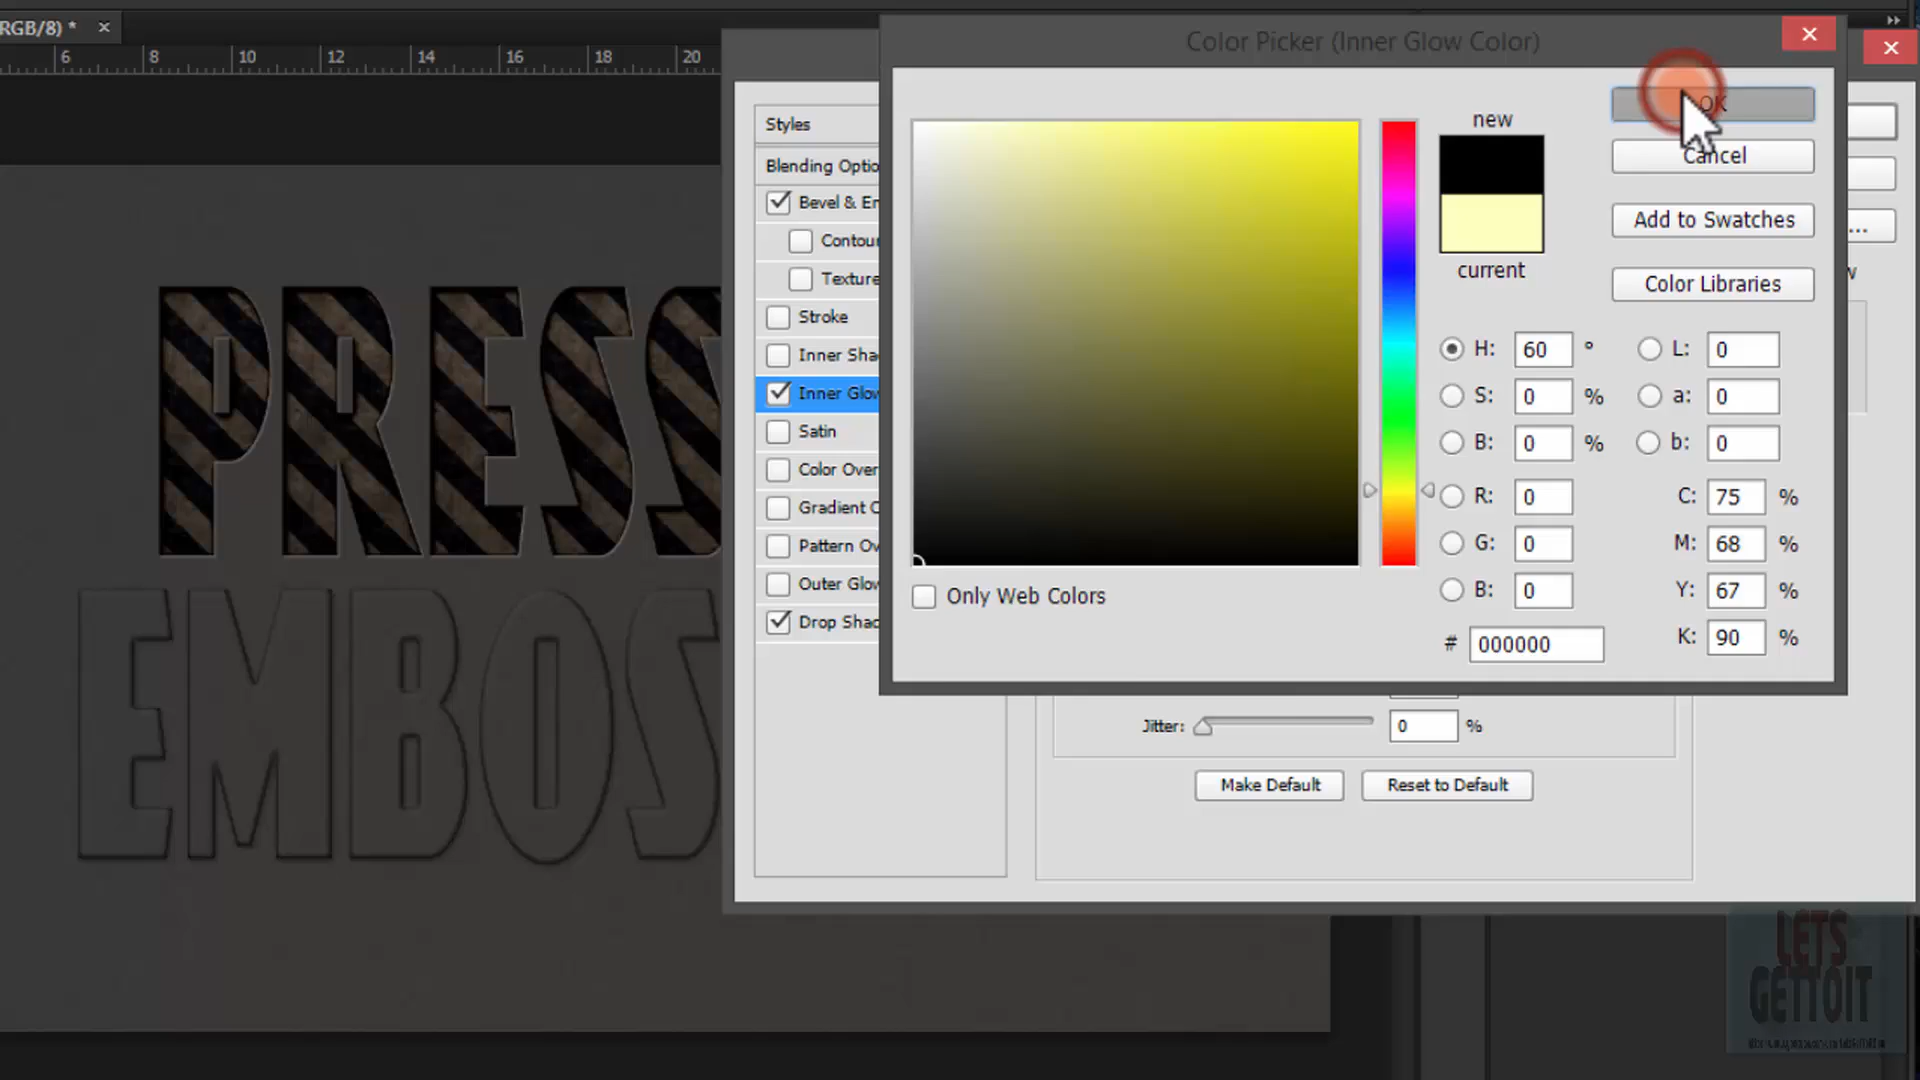 RGB/8) * ×
6 8 10 12 14 16 18 20
Color Picker (Inner Glow Color)
Styles
Blending Optio
Bevel & En
Contour
Texture
Stroke
Inner Sha
Inner Glow
Satin
Color Over
Gradient O
Pattern Ov
Outer Glow
Drop Shad
new
current
OK
Cancel
Add to Swatches
Color Libraries
...
w
H: 60 °
S: 0 %
B: 0 %
R: 0
G: 0
B: 0
# 000000
L: 0
a: 0
b: 0
C: 75 %
M: 68 %
Y: 67 %
K: 90 %
Only Web Colors
Jitter: 0 %
Make Default
Reset to Default
PRESS
EMBOS
LETS
GETTOIT